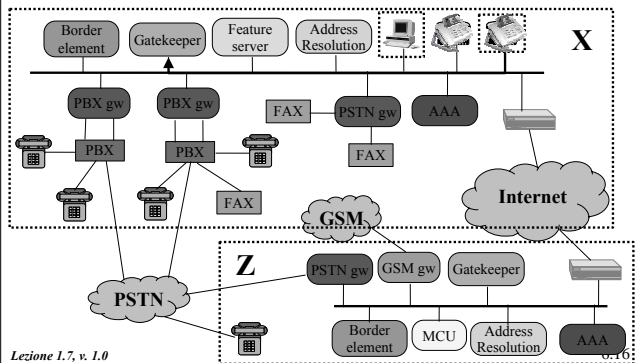 Border element
Gatekeeper
Feature server
Address Resolution
X
PBX gw
PBX gw
FAX
PSTN gw
AAA
PBX
PBX
FAX
FAX
Internet
GSM
Z
PSTN gw
GSM gw
Gatekeeper
PSTN
Border element
MCU
Address Resolution
AAA
Lezione 1.7, v. 1.0
6.16